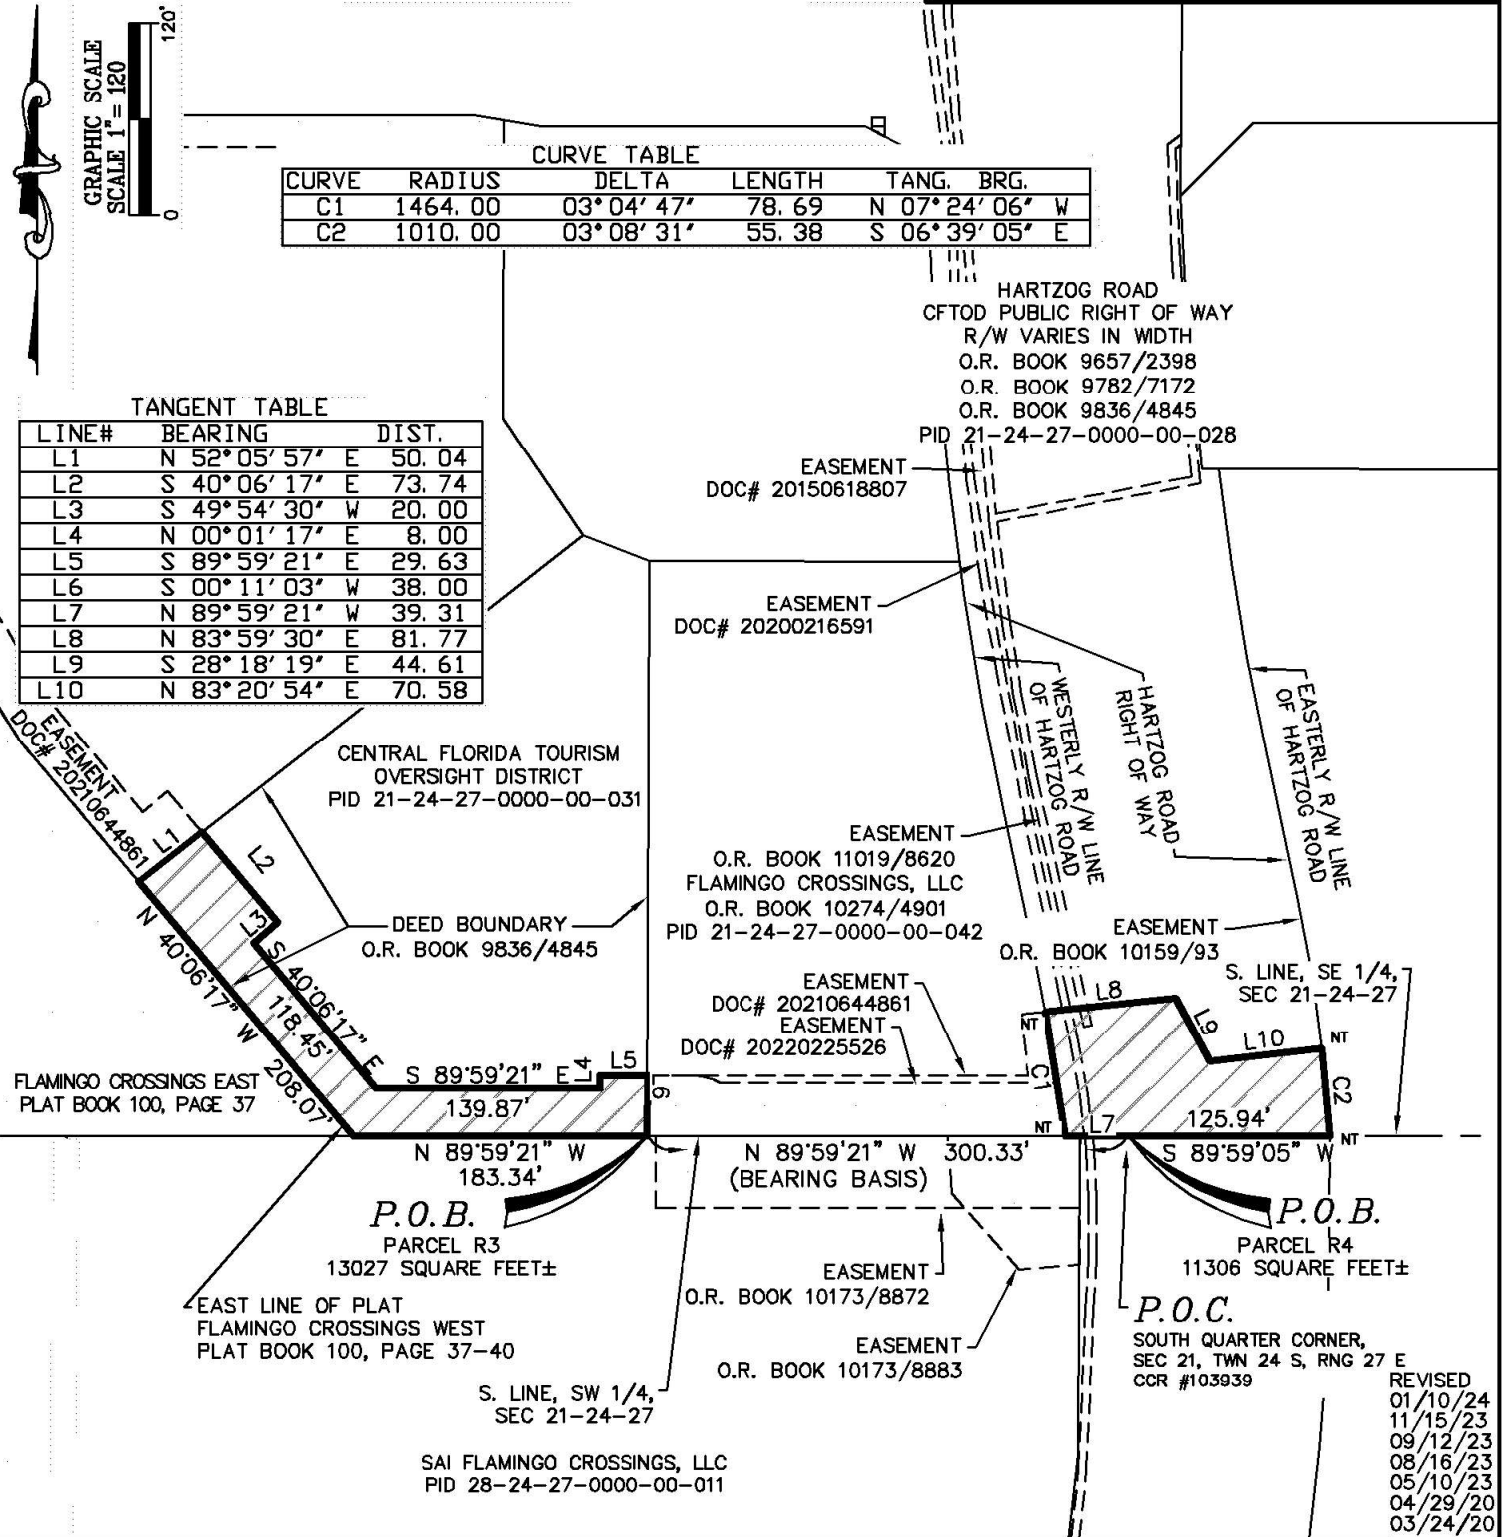 120'
GRAPHIC SCALE
SCALE 1"= 120
0
CURVE TABLE
CURVE RADIUS DELTA LENGTH TANG. BRG.
C1 1464.00 03°04'47" 78.69 N 07°24'06" W
C2 1010.00 03°08'31" 55.38 S 06°39'05" E
HARTZOG ROAD
CFTOD PUBLIC RIGHT OF WAY
R/W VARIES IN WIDTH
O.R. BOOK 9657/2398
O.R. BOOK 9782/7172
O.R. BOOK 9836/4845
PID 21-24-27-0000-00-028
TANGENT TABLE
LINE# BEARING DIST.
L1 N 52°05'57" E 50.04
L2 S 40°06'17" E 73.74
L3 S 49°54'30" W 20.00
L4 N 00°01'17" E 8.00
L5 S 89°59'21" E 29.63
L6 S 00°11'03" W 38.00
L7 N 89°59'21" W 39.31
L8 N 83°59'30" E 81.77
L9 S 28°18'19" E 44.61
L10 N 83°20'54" E 70.58
EASEMENT
DOC# 20150618807
EASEMENT
DOC# 20200216591
WESTERLY R/W LINE
OF HARTZOG ROAD
HARTZOG ROAD
RIGHT OF WAY
EASTERLY R/W LINE
OF HARTZOG ROAD
EASEMENT
DOC# 20210644861
CENTRAL FLORIDA TOURISM
OVERSIGHT DISTRICT
PID 21-24-27-0000-00-031
EASEMENT
O.R. BOOK 11019/8620
FLAMINGO CROSSINGS, LLC
O.R. BOOK 10274/4901
PID 21-24-27-0000-00-042
DEED BOUNDARY
O.R. BOOK 9836/4845
EASEMENT
O.R. BOOK 10159/93
S. LINE, SE 1/4,
SEC 21-24-27
EASEMENT
DOC# 20210644861
EASEMENT
DOC# 20220225526
L1
L2
L3
S 40°06'17" E
118.45'
N 40°06'17" W 208.07'
S 89°59'21" E
139.87'
L4
L5
6
L8
L9
L10
NT
NT
C1
C2
NT
L7
125.94'
NT
FLAMINGO CROSSINGS EAST
PLAT BOOK 100, PAGE 37
N 89°59'21" W
183.34'
N 89°59'21" W 300.33'
(BEARING BASIS)
S 89°59'05" W
P.O.B.
PARCEL R3
13027 SQUARE FEET±
P.O.B.
PARCEL R4
11306 SQUARE FEET±
EAST LINE OF PLAT
FLAMINGO CROSSINGS WEST
PLAT BOOK 100, PAGE 37-40
EASEMENT
O.R. BOOK 10173/8872
EASEMENT
O.R. BOOK 10173/8883
P.O.C.
SOUTH QUARTER CORNER,
SEC 21, TWN 24 S, RNG 27 E
CCR #103939
S. LINE, SW 1/4,
SEC 21-24-27
SAI FLAMINGO CROSSINGS, LLC
PID 28-24-27-0000-00-011
REVISED
01/10/24
11/15/23
09/12/23
08/16/23
05/10/23
04/29/20
03/24/20